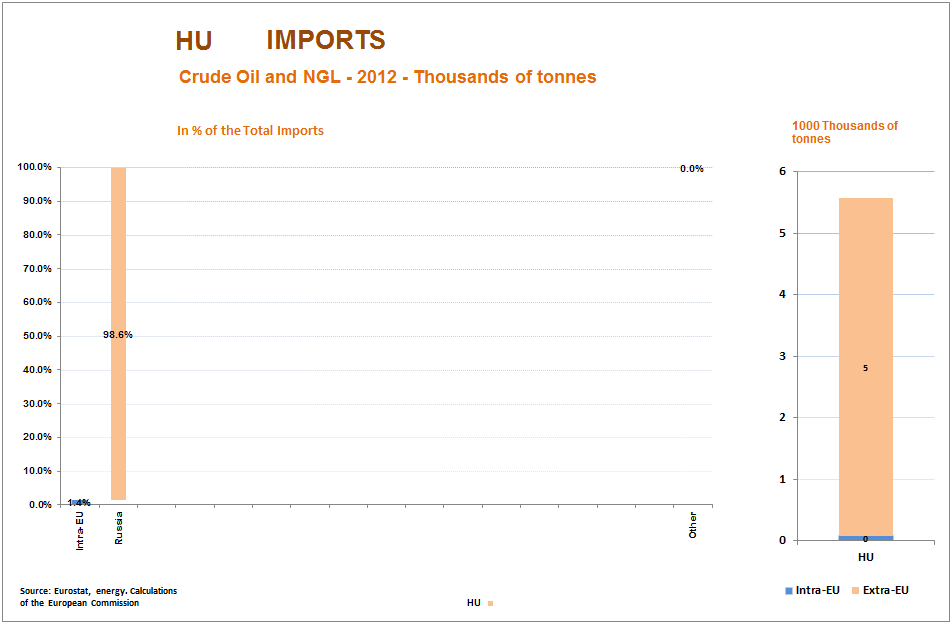 HU IMPORTS
Crude Oil and NGL - 2012 - Thousands of tonnes
In % of the Total Imports
100.0%
90.0%
80.0%
70.0%
60.0%
50.0%
40.0%
30.0%
20.0%
10.0%
0.0%
1.4%
98.6%
0.0%
Intra-EU
Russia
Other
HU
Source: Eurostat, energy. Calculations
of the European Commission
1000 Thousands of
tonnes
6
5
4
3
2
1
0
5
0
HU
Intra-EU Extra-EU